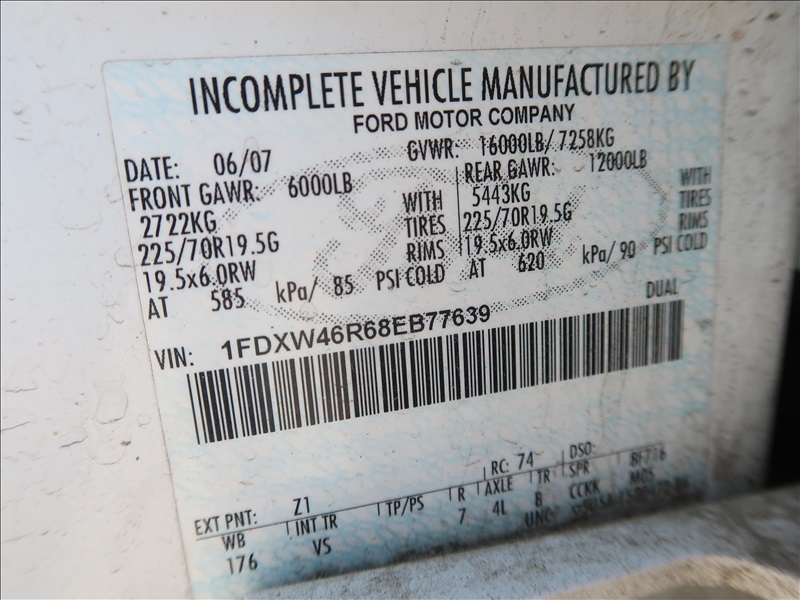 INCOMPLETE VEHICLE MANUFACTURED BY
FORD MOTOR COMPANY
DATE: 06/07 GVWR: 16000LB/ 7258KG
FRONT GAWR: 6000LB REAR GAWR: 12000LB
2722KG WITH 5443KG WITH
225/70R19.5G TIRES 225/70R19.5G TIRES
19.5x6.0RW RIMS 19.5x6.0RW RIMS
AT 585 kPa/ 85 PSI COLD AT 620 kPa/ 90 PSI COLD
DUAL
VIN: 1FDXW46R68EB77639
EXT PNT: Z1 RC: 74 DSO:
WB INT TR TP/PS R AXLE TR SPR
176 VS 7 4L B CCKK MDS
UNC